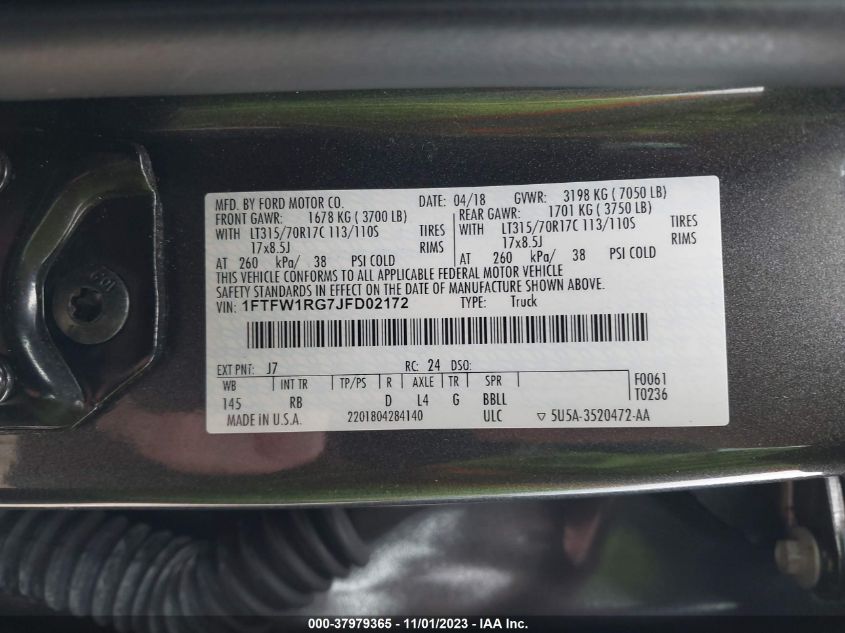 MFD. BY FORD MOTOR CO. DATE: 04/18 GVWR: 3198 KG ( 7050 LB)
FRONT GAWR: 1678 KG ( 3700 LB) REAR GAWR: 1701 KG ( 3750 LB)
WITH LT315/70R17C 113/110S TIRES WITH LT315/70R17C 113/110S TIRES
17x8.5J RIMS 17x8.5J RIMS
AT 260 kPa/ 38 PSI COLD AT 260 kPa/ 38 PSI COLD
THIS VEHICLE CONFORMS TO ALL APPLICABLE FEDERAL MOTOR VEHICLE
SAFETY STANDARDS IN EFFECT ON THE DATE OF MANUFACTURE SHOWN ABOVE.
VIN: 1FTFW1RG7JFD02172 TYPE: Truck
EXT PNT: J7 RC: 24 DSO:
WB INT TR TP/PS R AXLE TR SPR F0061
145 RB D L4 G BBLL T0236
MADE IN U.S.A. 2201804284140 ULC ▽ 5U5A-3520472-AA
000-37979365 - 11/01/2023 - IAA Inc.